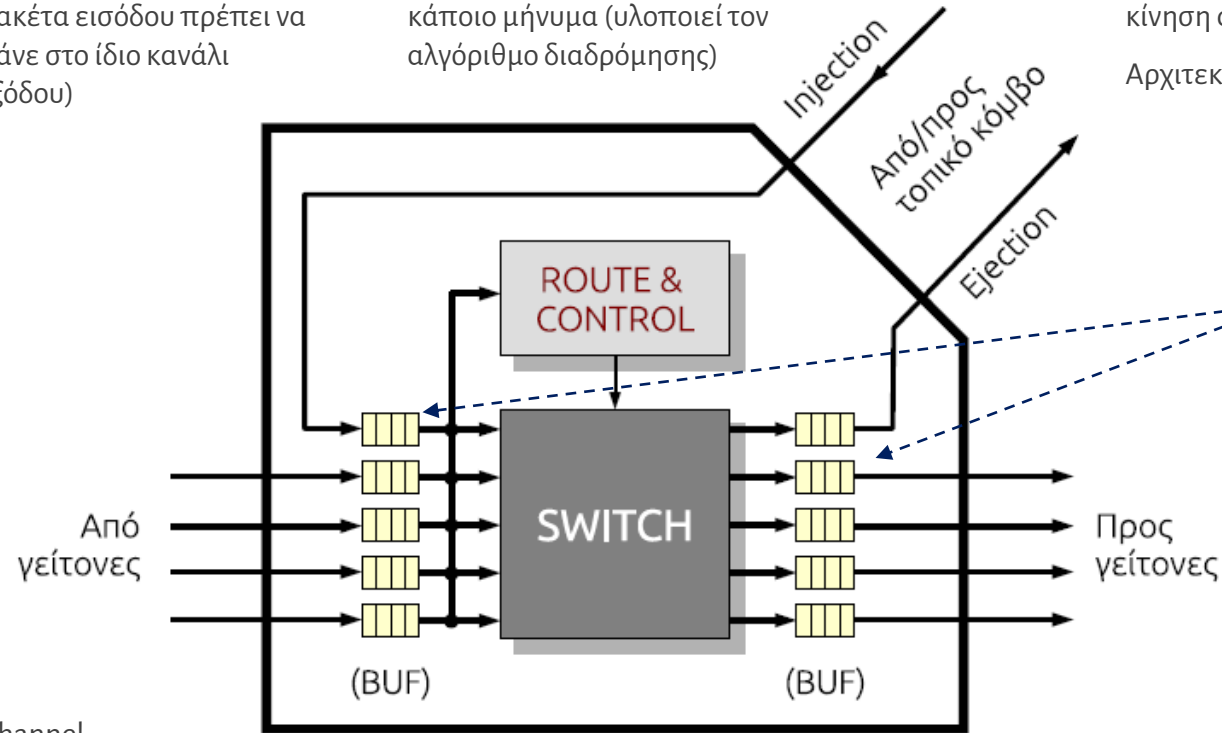 ακέτα εισόδου πρέπει να
άνε στο ίδιο κανάλι
ξόδου)
κάποιο μήνυμα (υλοποιεί τον
αλγόριθμο διαδρόμησης)
κίνηση
Αρχιτεκ
Injection
Από/προς
τοπικό κόμβο
Ejection
ROUTE &
CONTROL
SWITCH
Από
γείτονες
Προς
γείτονες
(BUF)
(BUF)
hannel